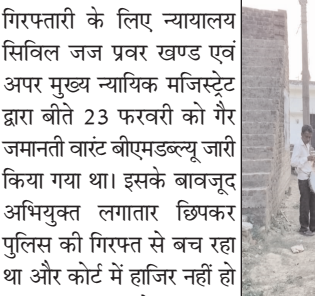 गिरफ्तारी के लिए न्यायालय
सिविल जज प्रवर खण्ड एवं
अपर मुख्य न्यायिक मजिस्ट्रेट
द्वारा बीते 23 फरवरी को गैर
जमानती वारंट बीएमडब्ल्यू जारी
किया गया था। इसके बावजूद
अभियुक्त लगातार छिपकर
पुलिस की गिरफ्त से बच रहा
था और कोर्ट में हाजिर नहीं हो